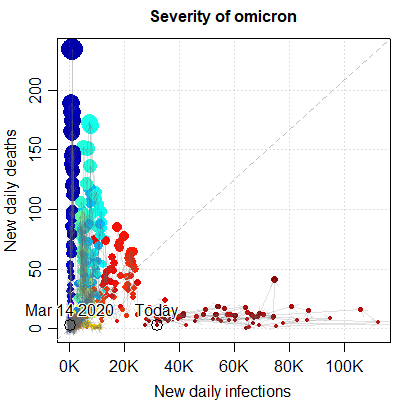 Severity of omicron
New daily deaths
200
150
100
50
0
Mar 14 2020
Today
0K
20K
40K
60K
80K
100K
New daily infections